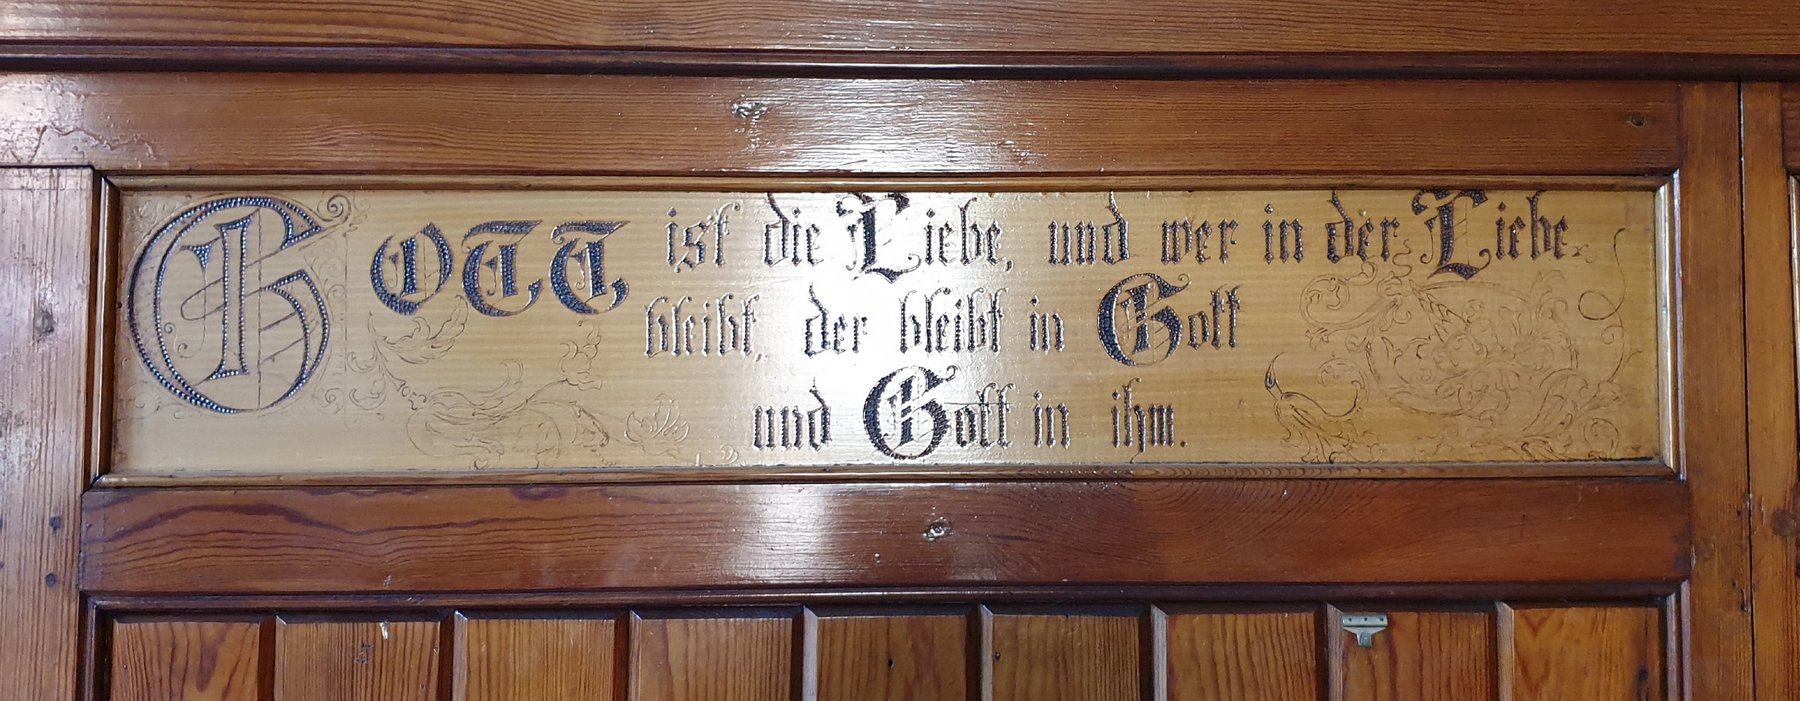 GOTT ist die Liebe, und wer in der Liebe
bleibt, der bleibt in Gott
und Gott in ihm.